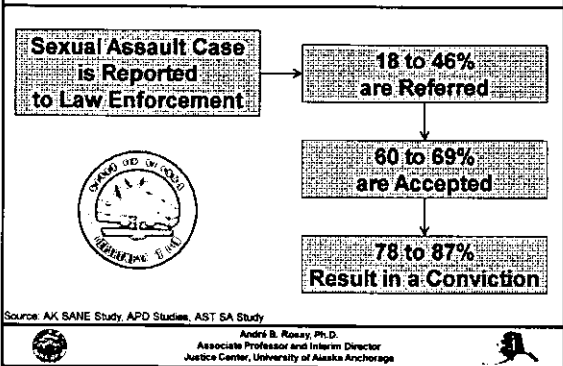 Sexual Assault Case
is Reported
to Law Enforcement
18 to 46%
are Referred
60 to 69%
are Accepted
78 to 87%
Result in a Conviction
Source: AK SANE Study, APD Studies, AST SA Study
André B. Rosay, Ph.D.
Associate Professor and Interim Director
Justice Center, University of Alaska Anchorage